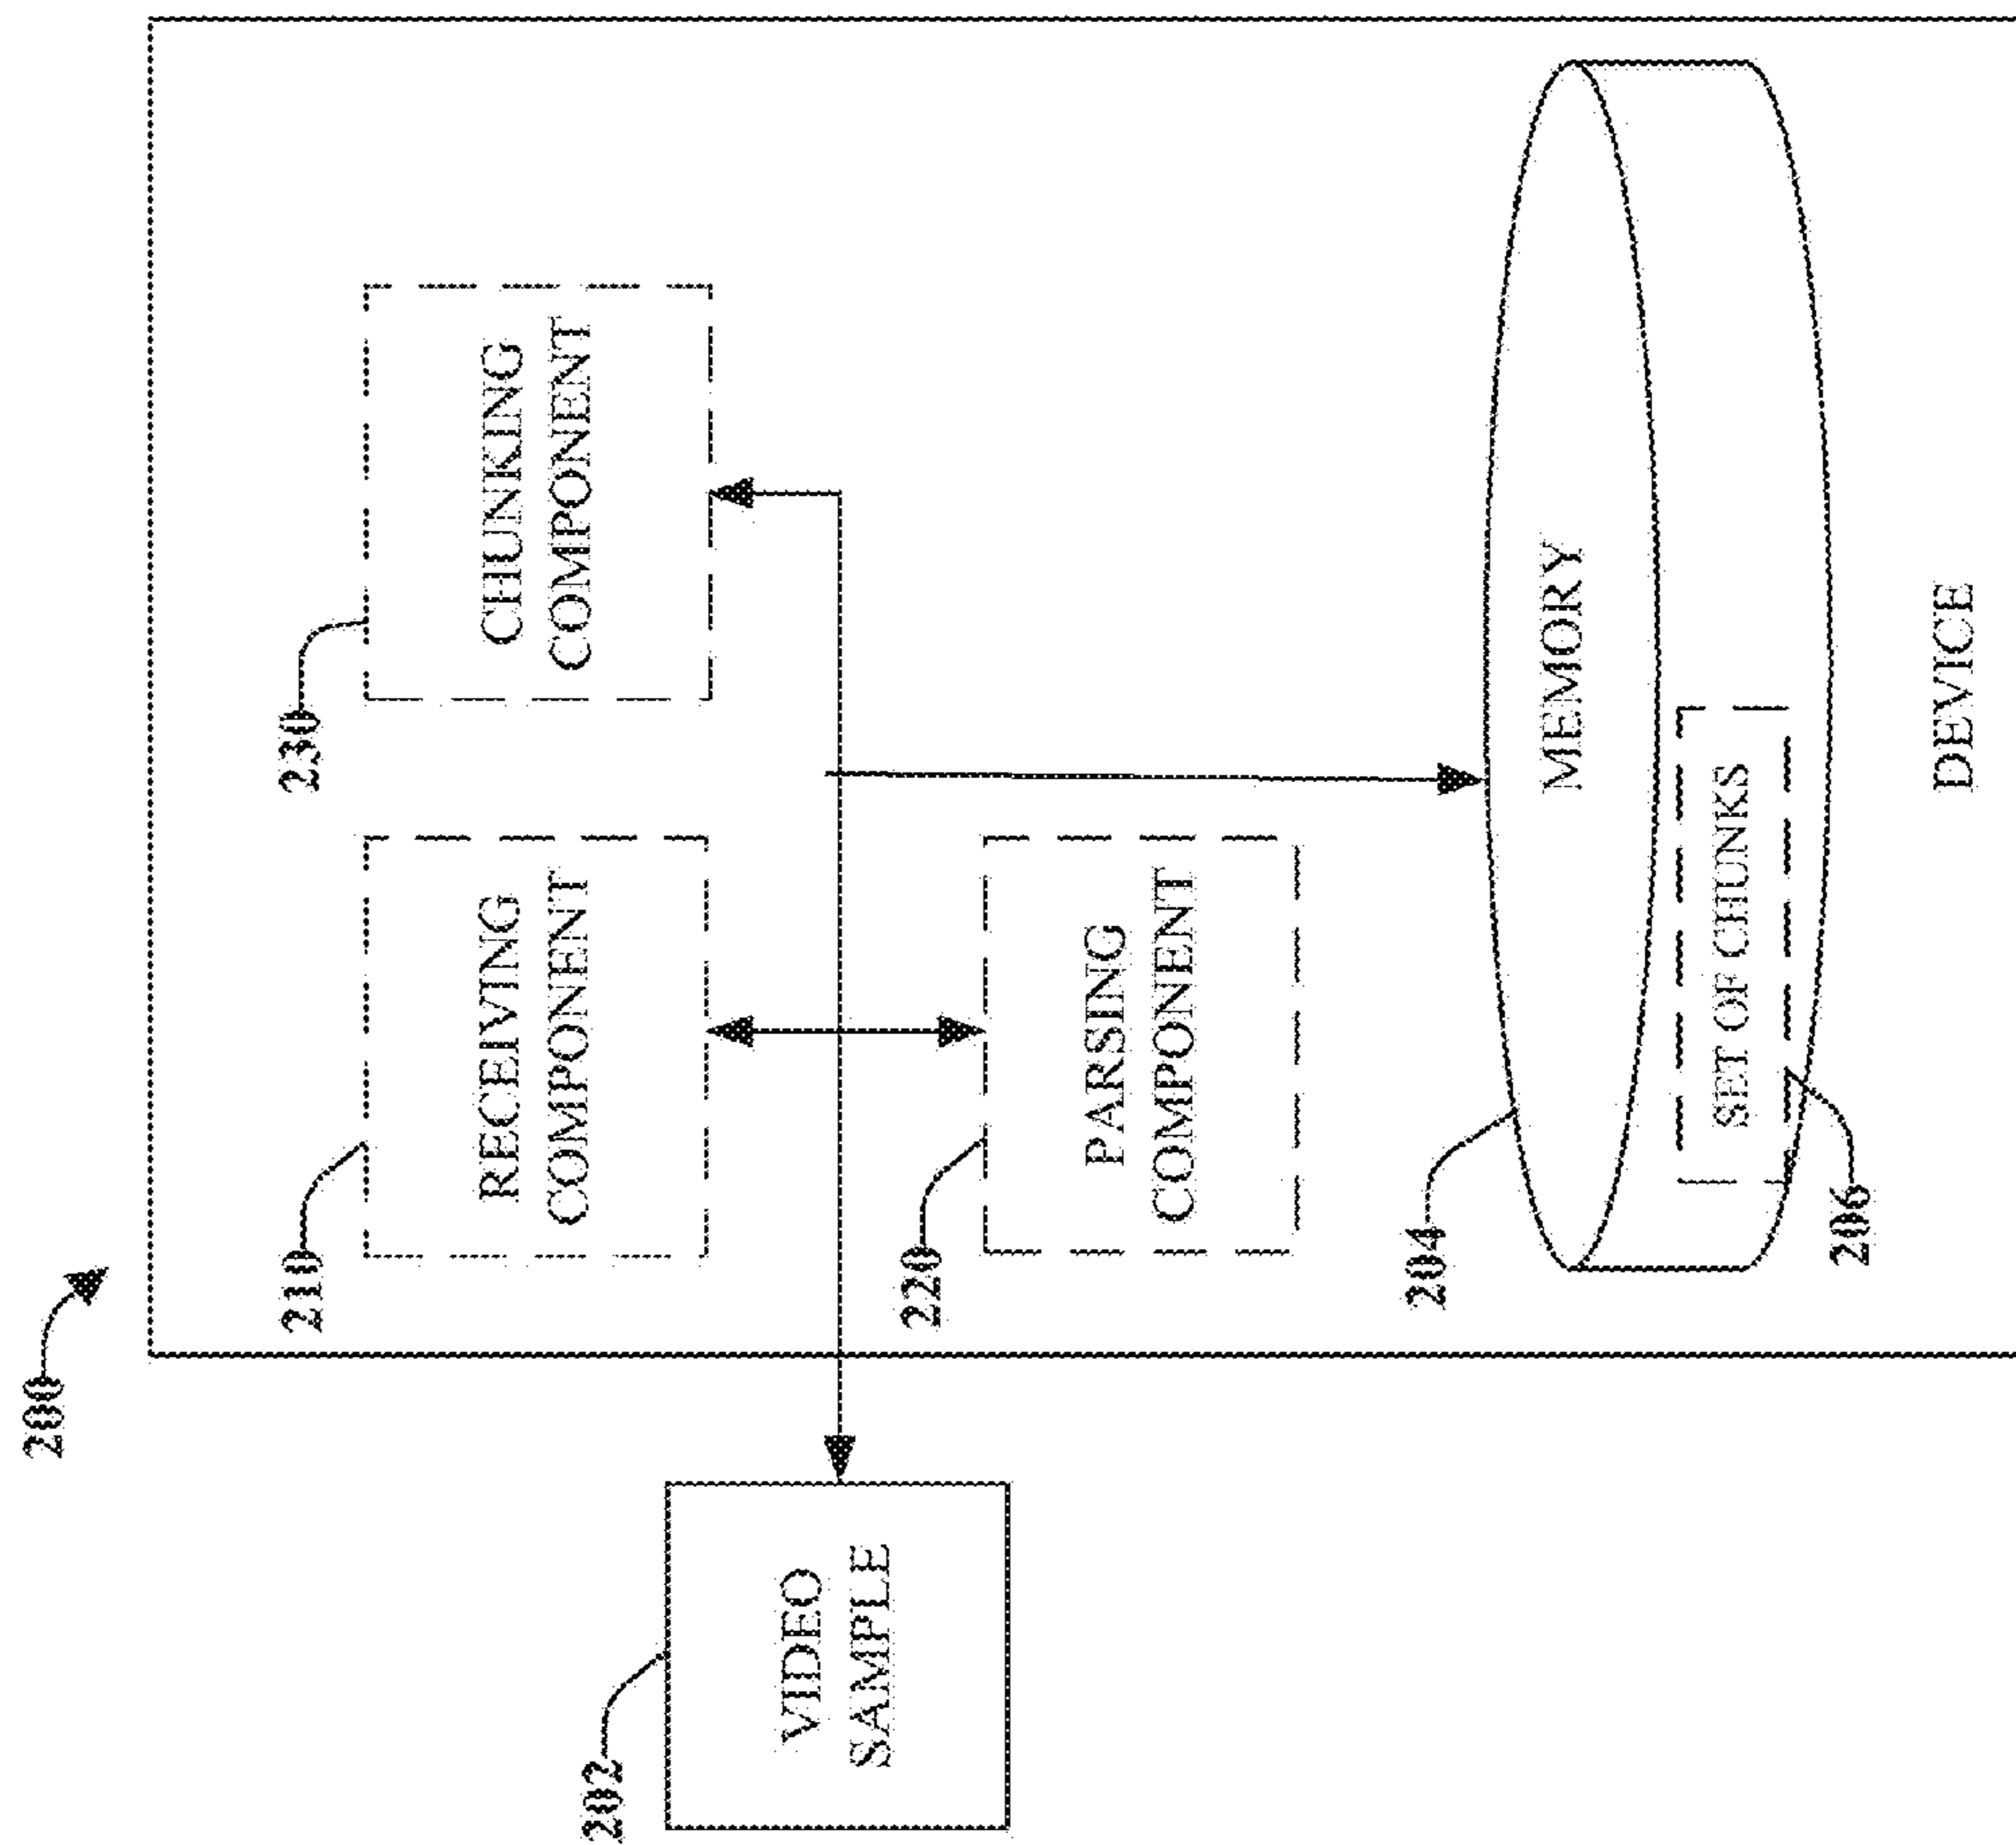 200
210
RECEIVING
COMPONENT
230
CHUNKING
COMPONENT
202
VIDEO
SAMPLE
220
PARSING
COMPONENT
204
MEMORY
SET OF CHUNKS
206
DEVICE